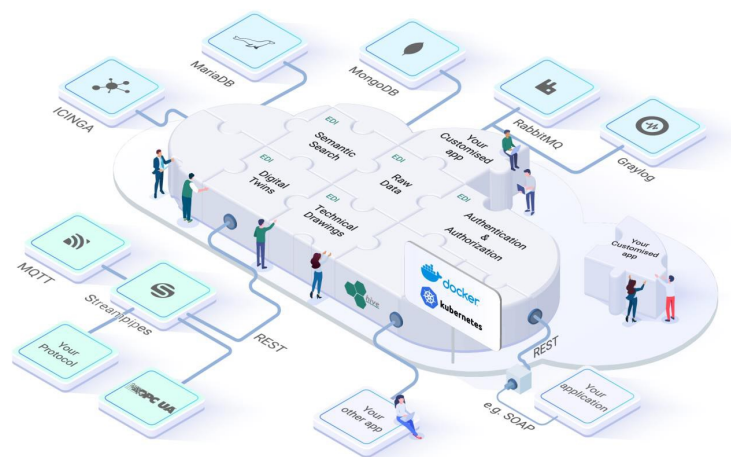 MariaDB
MongoDB
ICINGA
RabbitMQ
Graylog
EDI
Semantic
Search
Your
Customised
app
EDI
Digital
Twins
EDI
Raw
Data
EDI
Technical
Drawings
EDI
Authentication
&
Authorization
Your
Customised
app
MQTT
Streampipes
REST
docker
kubernetes
Your
Protocol
OPC UA
REST
Your
other app
e.g. SOAP
Your
application